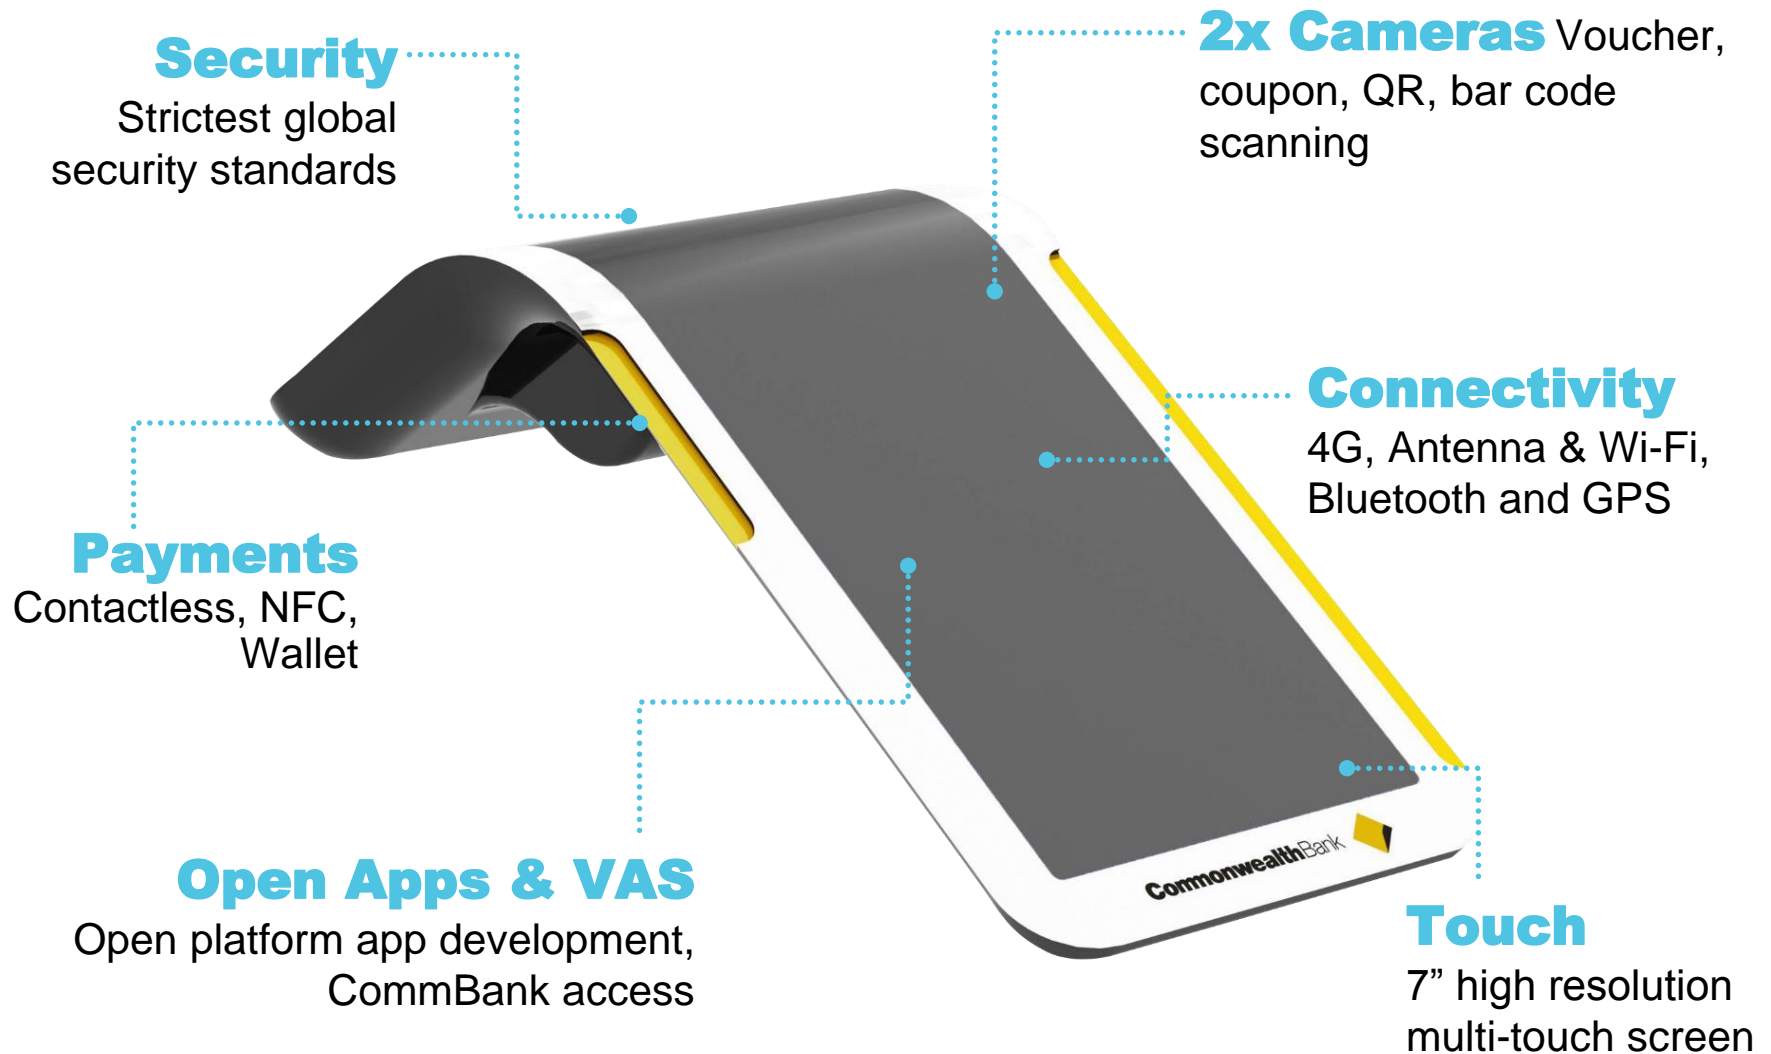 Security
Strictest global
security standards
2x Cameras Voucher,
coupon, QR, bar code
scanning
Connectivity
4G, Antenna & Wi-Fi,
Bluetooth and GPS
Payments
Contactless, NFC,
Wallet
Open Apps & VAS
Open platform app development,
CommBank access
CommonwealthBank
Touch
7” high resolution
multi-touch screen